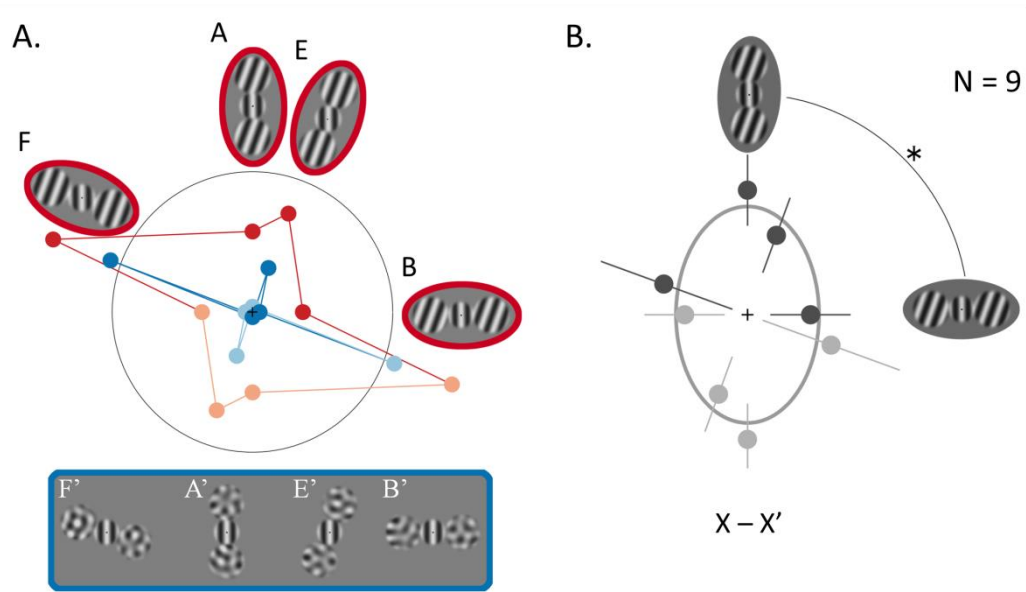 A.
A
E
F
B
F’
A’
E’
B’
B.
N = 9
*
+
+
X – X’